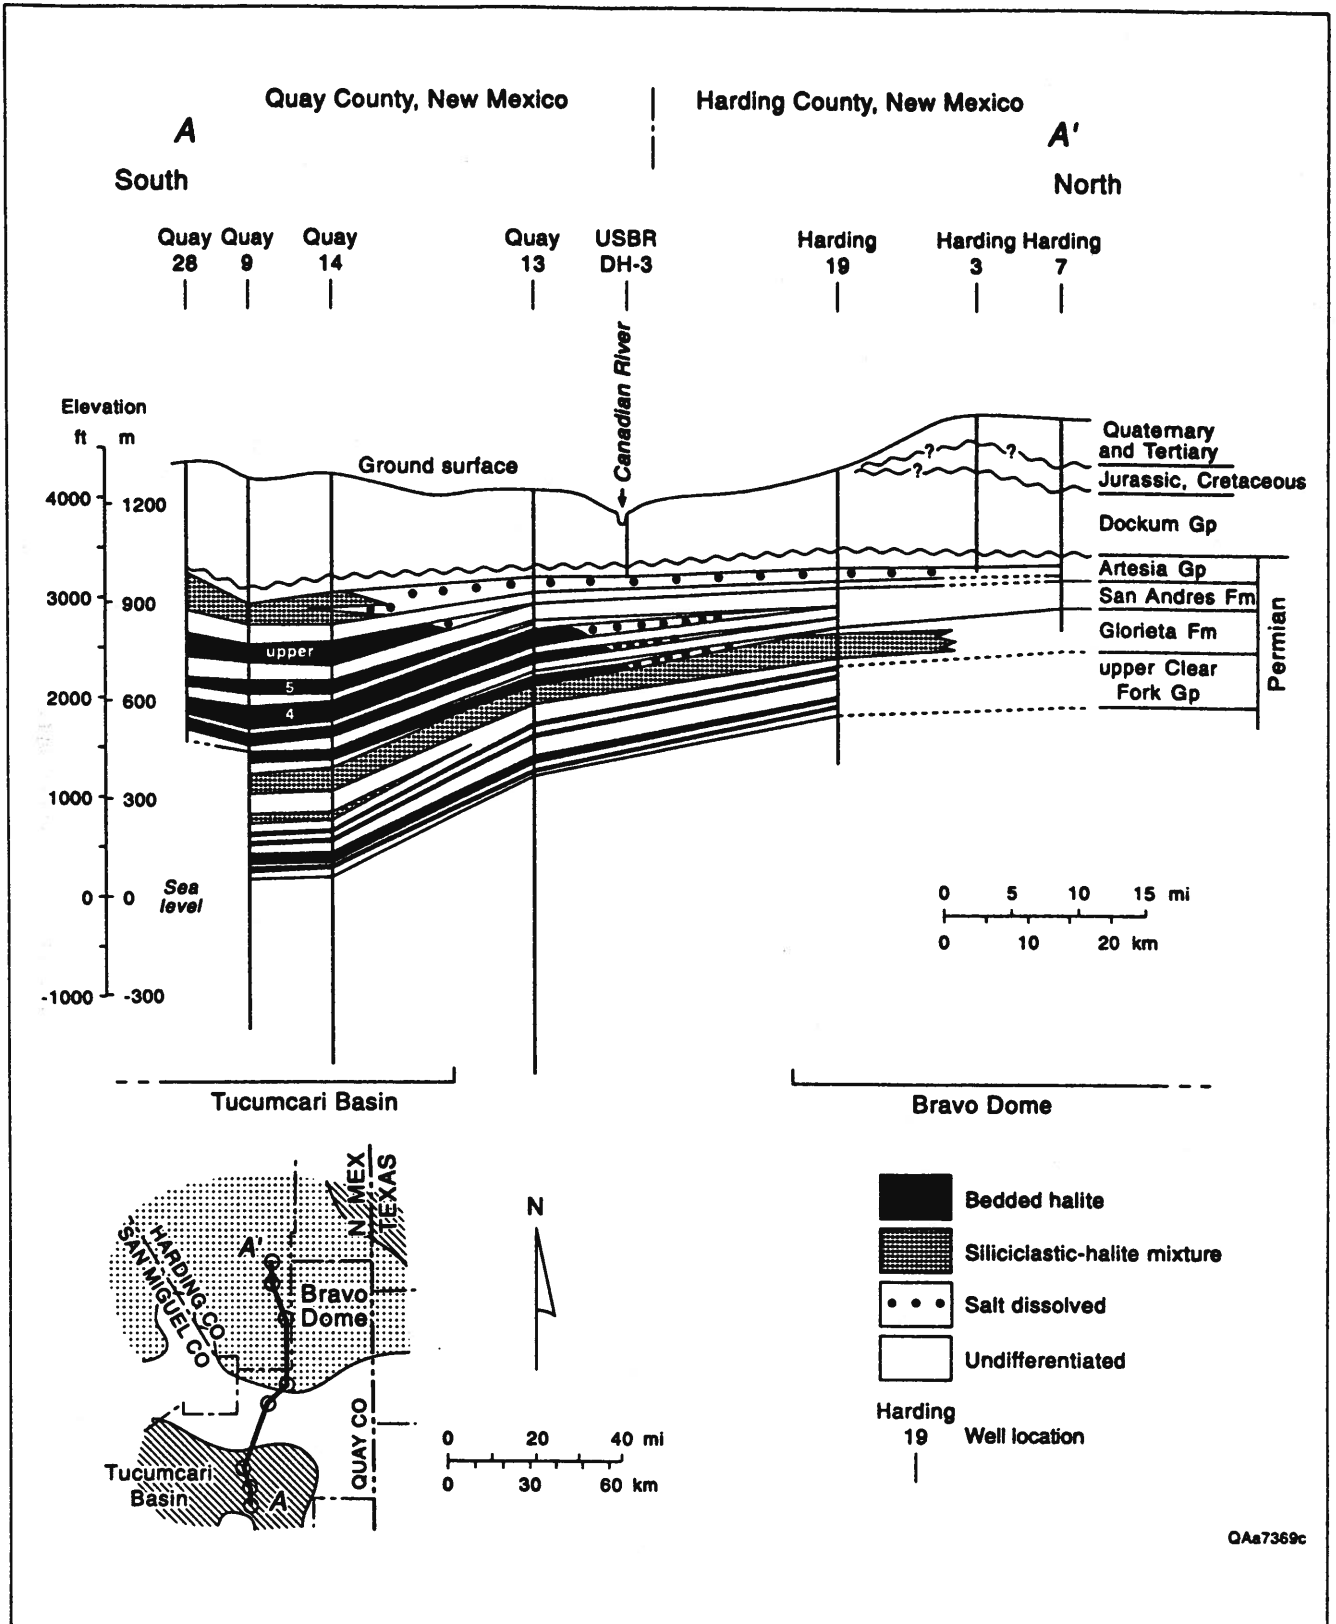 Quay County, New Mexico
Harding County, New Mexico
A
A'
South
North
Quay Quay Quay Quay USBR Harding Harding Harding
28 9 14 13 DH-3 19 3 7
Canadian River
Elevation
ft m
Ground surface
4000 1200
3000 900
2000 600
1000 300
0 0
-1000 -300
Sea
level
upper
5
4
? ?
?
Quaternary
and Tertiary
Jurassic, Cretaceous
Dockum Gp
Artesia Gp
San Andres Fm
Glorieta Fm
upper Clear
Fork Gp
Permian
0 5 10 15 mi
0 10 20 km
Tucumcari Basin
Bravo Dome
N MEX
TEXAS
HARDING CO
SAN MIGUEL CO
A'
Bravo
Dome
QUAY CO
Tucumcari
Basin
A
N
0 20 40 mi
0 30 60 km
Bedded halite
Siliciclastic-halite mixture
Salt dissolved
Undifferentiated
Harding
19
Well location
QAa7369c